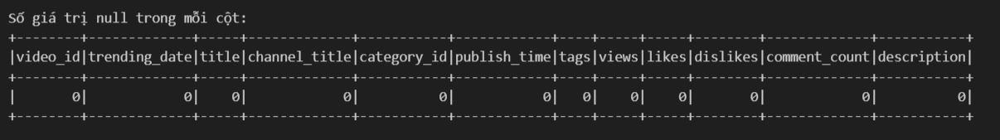 Số giá trị null trong mỗi cột:
+--------+-------------+-----+-------------+-----------+------------+----+-----+-----+--------+-------------+-----------+
|video_id|trending_date|title|channel_title|category_id|publish_time|tags|views|likes|dislikes|comment_count|description|
+--------+-------------+-----+-------------+-----------+------------+----+-----+-----+--------+-------------+-----------+
|       0|            0|    0|            0|          0|           0|   0|    0|    0|       0|            0|          0|
+--------+-------------+-----+-------------+-----------+------------+----+-----+-----+--------+-------------+-----------+